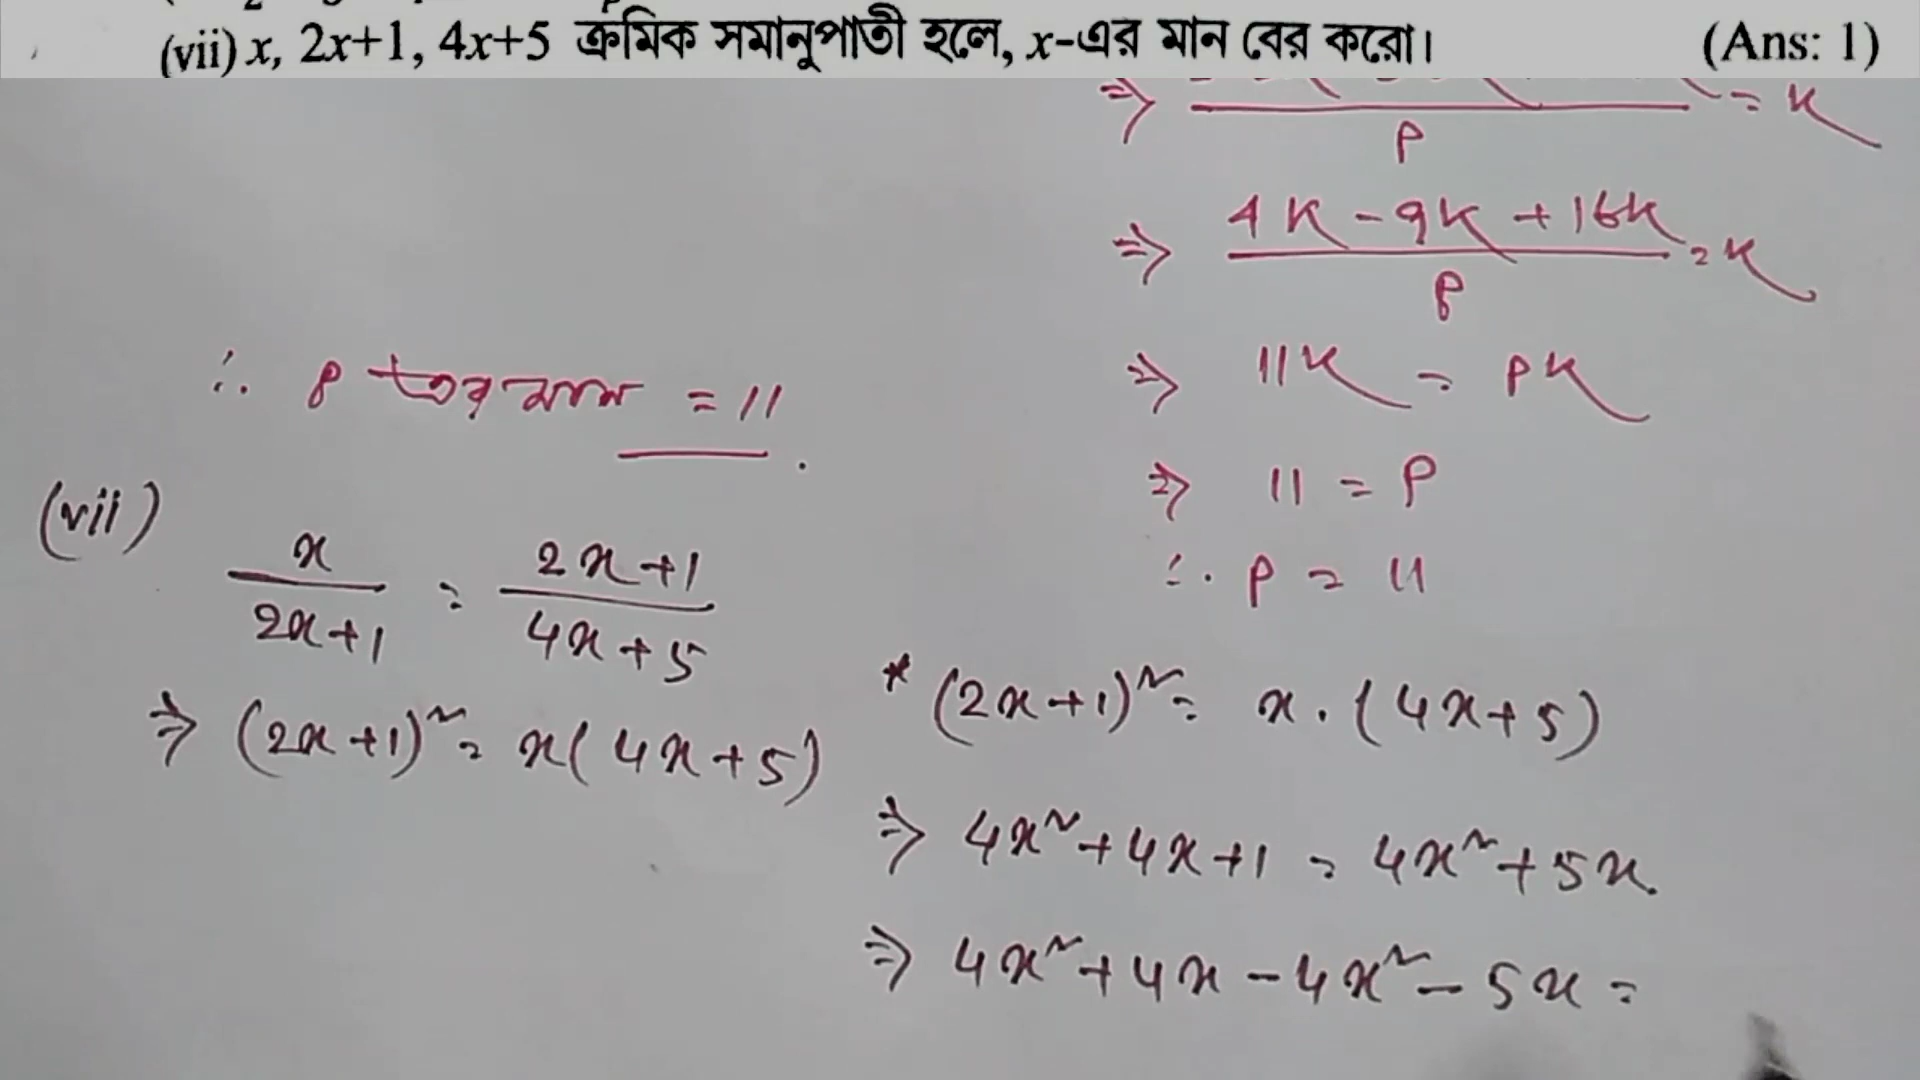 (vii) x, 2x+1, 4x+5 ক্রমিক সমানুপাতী হলে, x-এর মান বের করো। (Ans: 1)
⇒ ――― = k
p
⇒ (4k - 9k + 16k)/p = k
⇒ 11k = pk
∴ p এর মান = 11
⇒ 11 = p
∴ p = 11
(vii)
x/(2x+1) = (2x+1)/(4x+5)
⇒ (2x+1)² = x(4x+5)
* (2x+1)² = x.(4x+5)
⇒ 4x²+4x+1 = 4x²+5x.
⇒ 4x²+4x-4x²-5x =